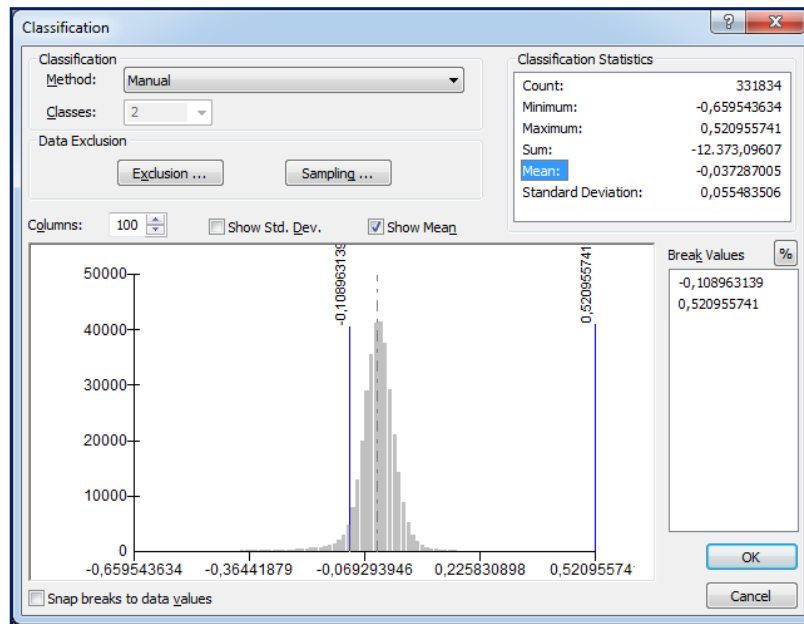 Classification
Classification
Method: Manual
Classes: 2
Data Exclusion
Exclusion ...
Sampling ...
Classification Statistics
Count: 331834
Minimum: -0,659543634
Maximum: 0,520955741
Sum: -12.373,09607
Mean: -0,037287005
Standard Deviation: 0,055483506
Columns: 100
Show Std. Dev.
Show Mean
Break Values
%
-0,108963139
0,520955741
-0,108963139
0,520955741
50000
40000
30000
20000
10000
0
-0,659543634 -0,36441879 -0,069293946 0,225830898 0,520955741
OK
Cancel
Snap breaks to data values